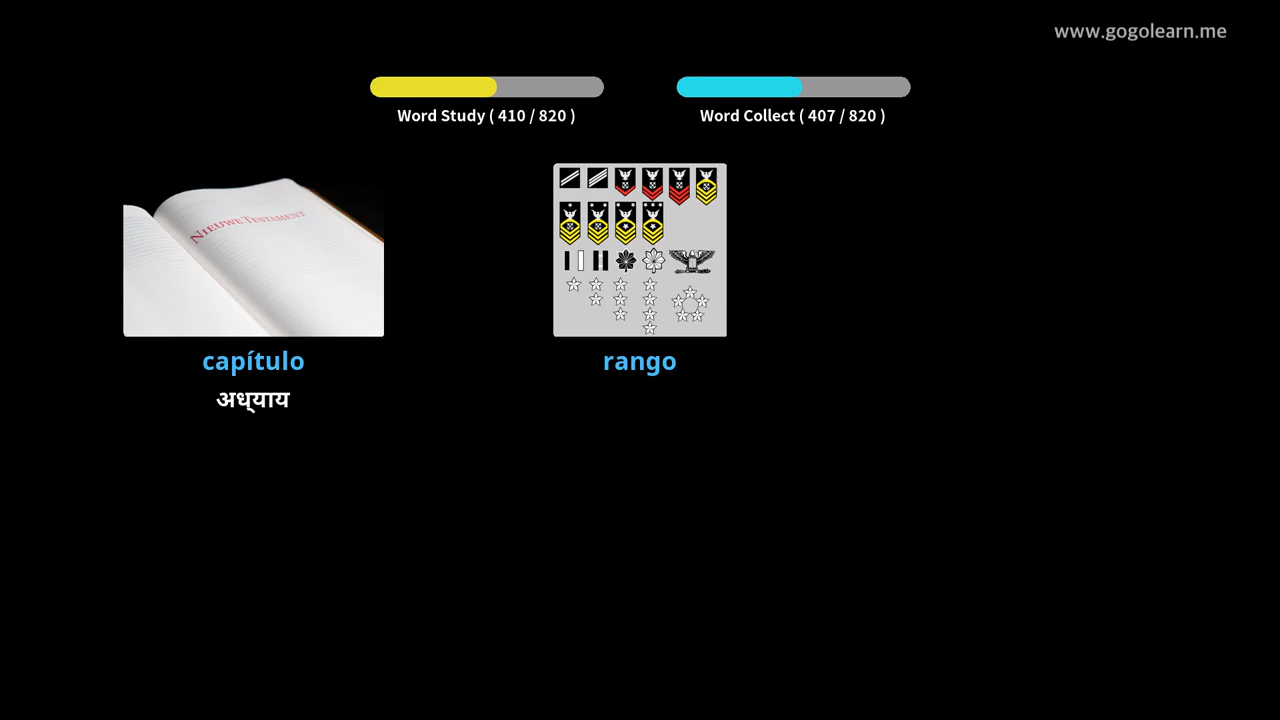 www.gogolearn.me
Word Study ( 410 / 820 )
Word Collect ( 407 / 820 )
NIEUWE TESTAMENT
capítulo
rango
अध्याय